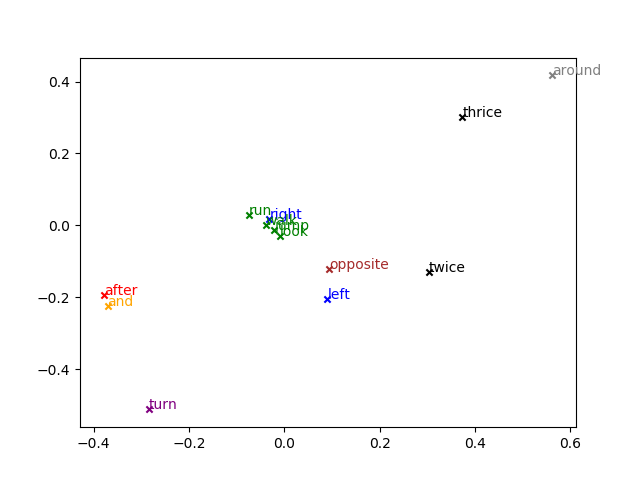 around
thrice
0.4
0.2
run
right
walk
jump
look
0.0
opposite
twice
left
after
and
−0.2
−0.4
turn
−0.4 −0.2 0.0 0.2 0.4 0.6